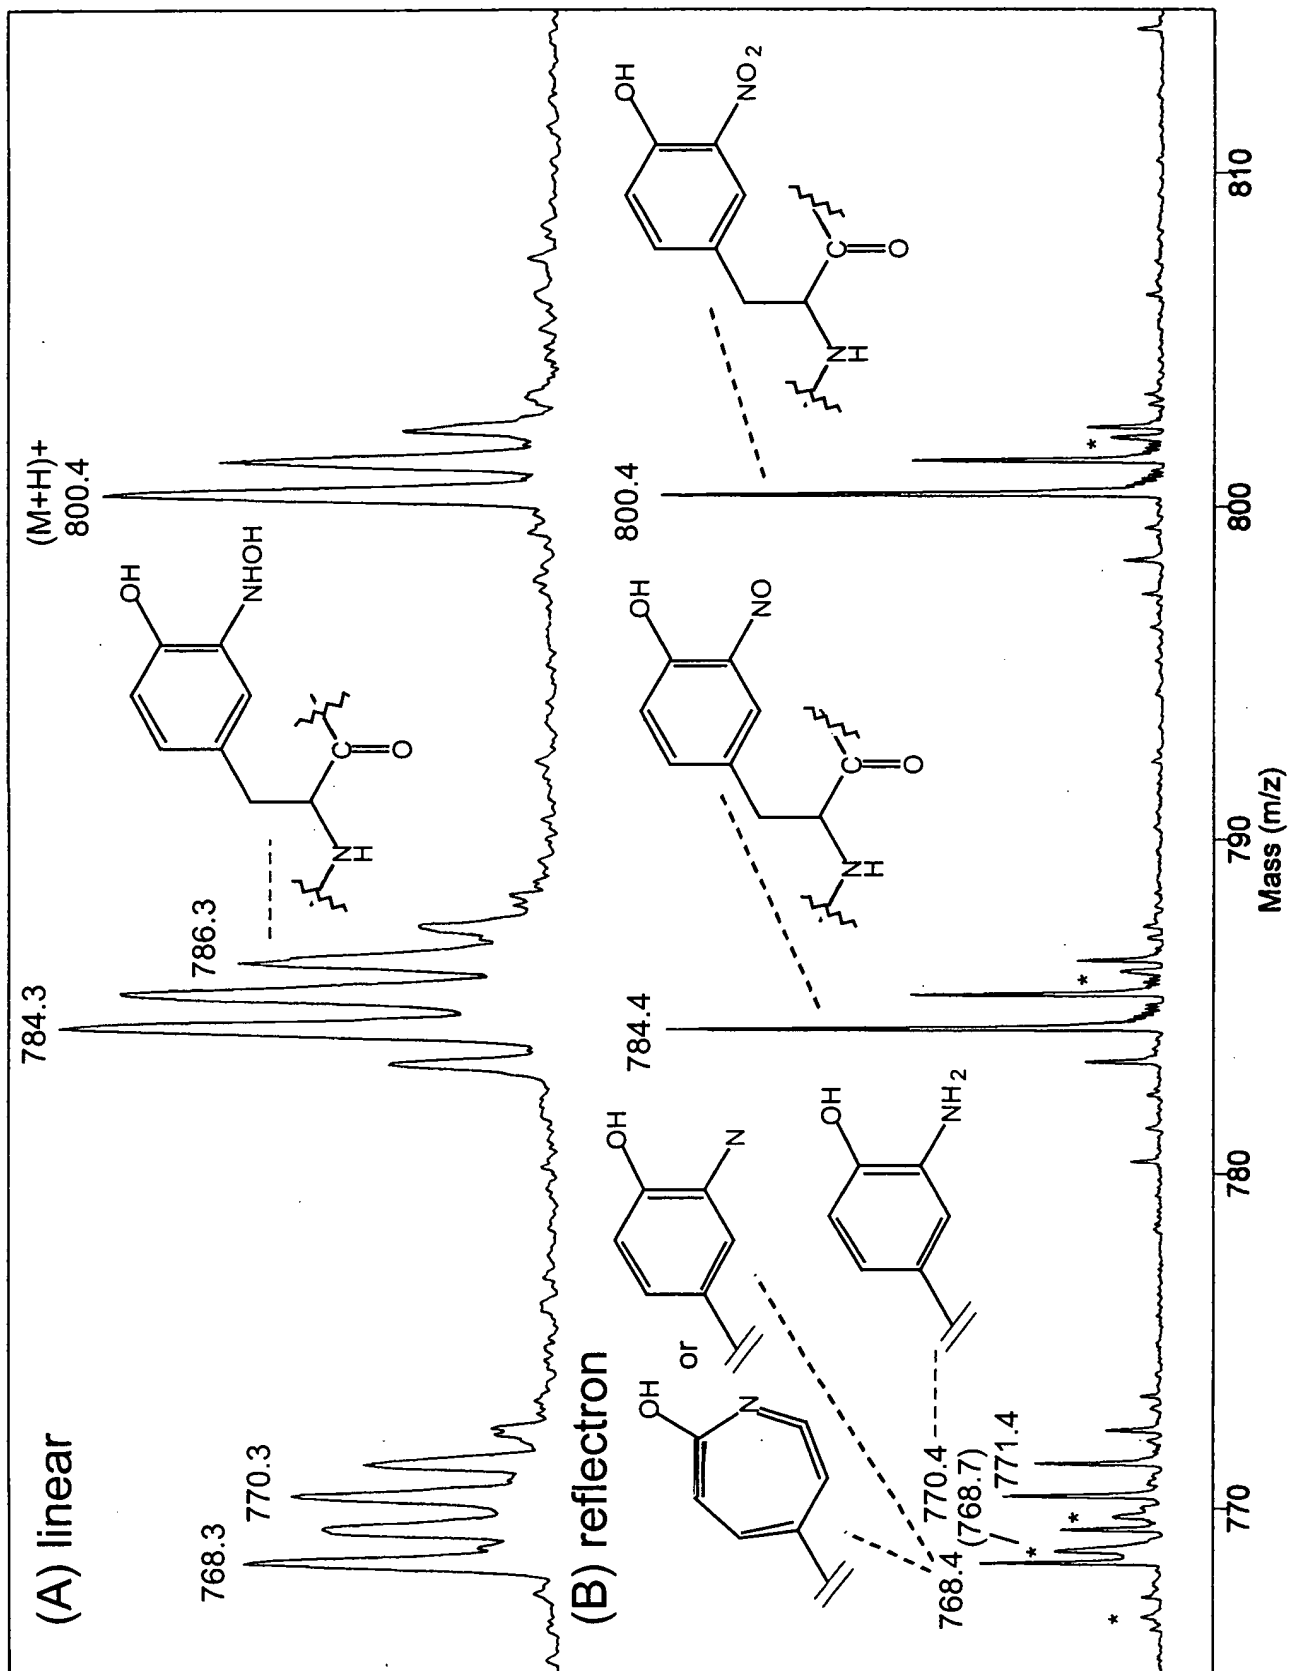 (A) linear
768.3
770.3
784.3
786.3
OH
NHOH
N
H
C
O
(M+H)+
800.4
(B) reflectron
OH
N
or
OH
N
768.4
770.4
(768.7)
771.4
*
*
*
OH
NH2
784.4
*
OH
NO
N
H
C
O
800.4
*
OH
NO2
N
H
C
O
770
780
790
800
810
Mass (m/z)